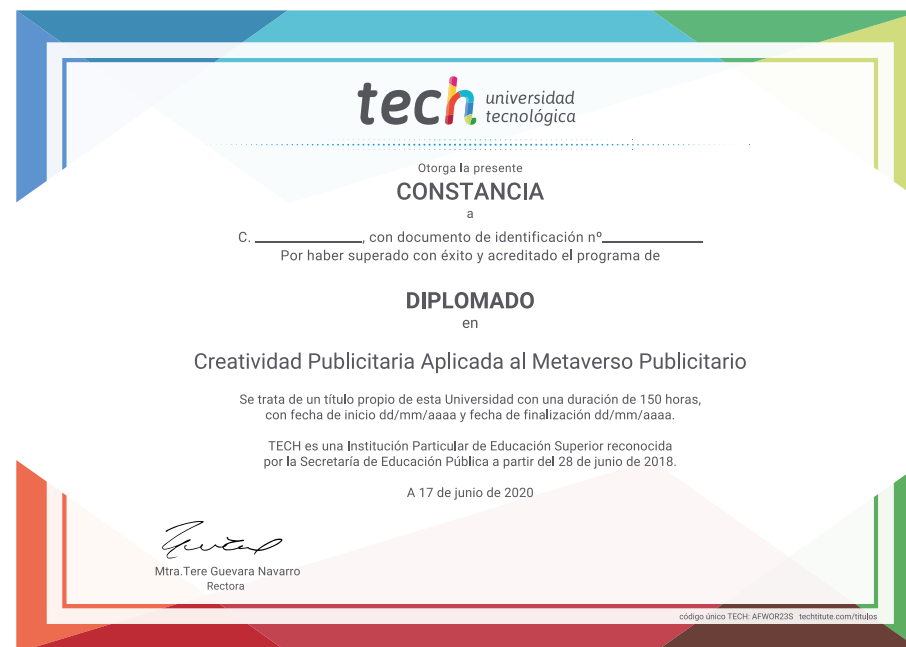 tech universidad
tecnológica
Otorga la presente
CONSTANCIA
a
C. ______________, con documento de identificación nº_____________
Por haber superado con éxito y acreditado el programa de
DIPLOMADO
en
Creatividad Publicitaria Aplicada al Metaverso Publicitario
Se trata de un título propio de esta Universidad con una duración de 150 horas,
con fecha de inicio dd/mm/aaaa y fecha de finalización dd/mm/aaaa.
TECH es una Institución Particular de Educación Superior reconocida
por la Secretaría de Educación Pública a partir del 28 de junio de 2018.
A 17 de junio de 2020
Mtra.Tere Guevara Navarro
Rectora
código único TECH: AFWOR23S techtitute.com/titulos